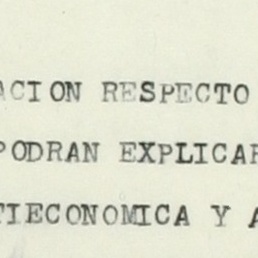 ACION RESPECTO
PODRAN EXPLICAR
TIECONOMICA Y A